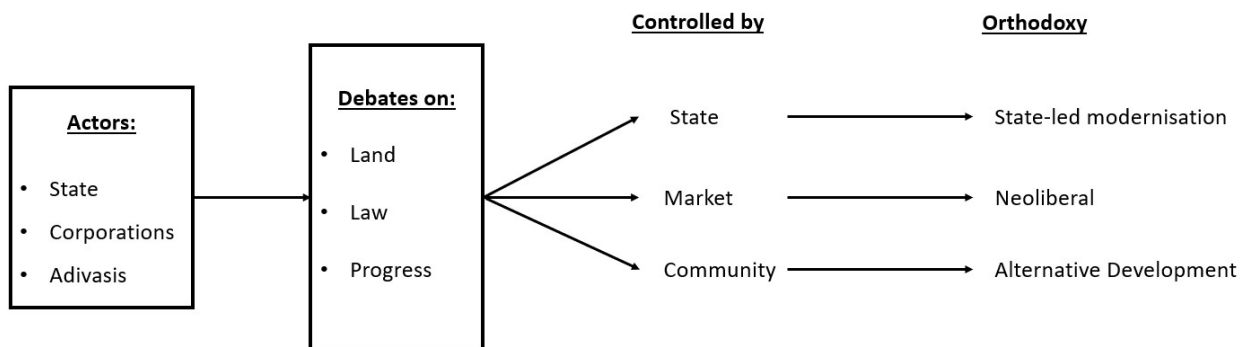 Controlled by
Orthodoxy
Actors:
• State
• Corporations
• Adivasis
Debates on:
• Land
• Law
• Progress
State
State-led modernisation
Market
Neoliberal
Community
Alternative Development